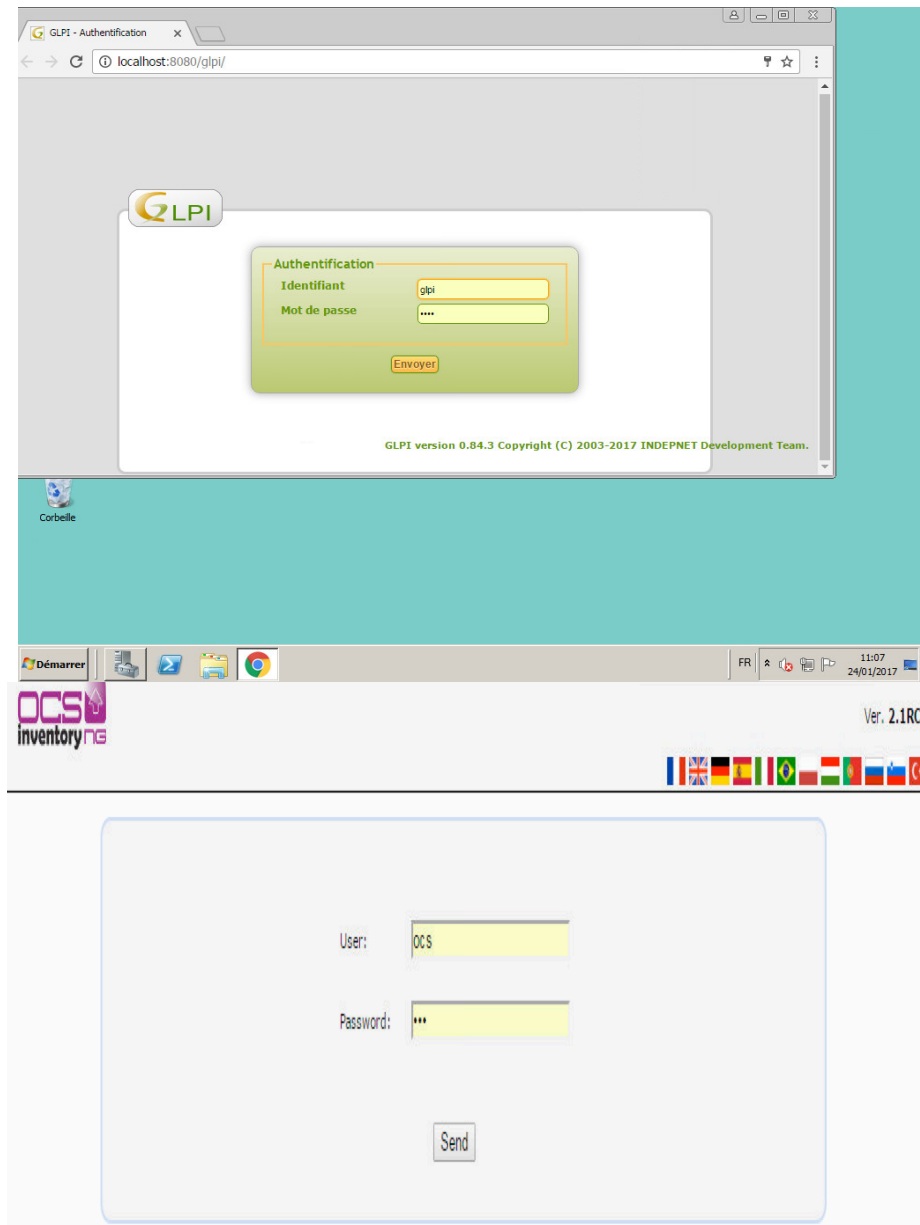 GLPI - Authentification
localhost:8080/glpi/
GLPI
Authentification
Identifiant
glpi
Mot de passe
••••
Envoyer
GLPI version 0.84.3 Copyright (C) 2003-2017 INDEPNET Development Team.
Corbeille
Démarrer
FR
11:07
24/01/2017
OCS
inventory NG
Ver. 2.1RC
User:
ocs
Password:
•••
Send